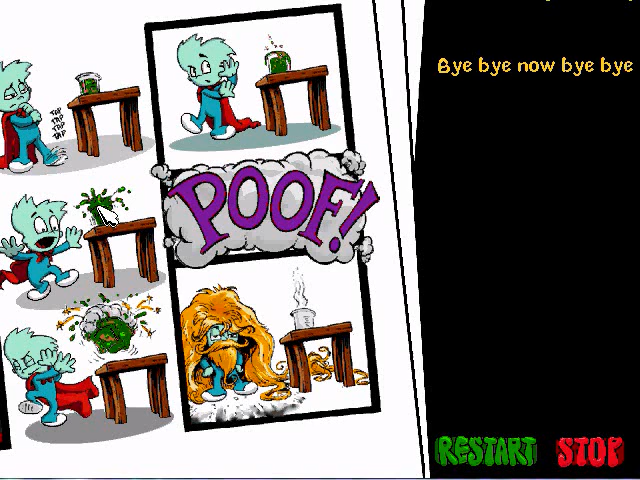 Bye bye now bye bye
TAP
TAP
TAP
TAP
POOF!
RESTART STOP